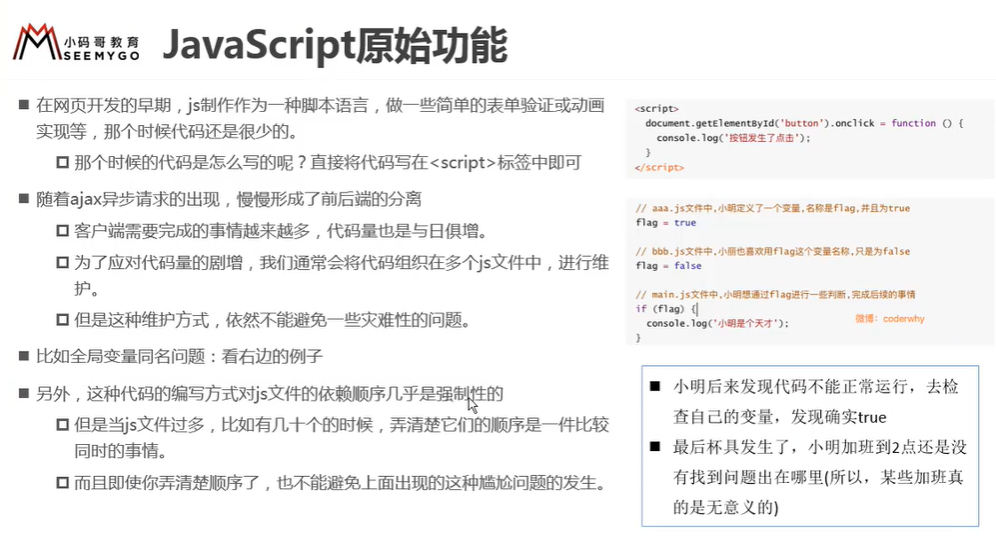 小码哥教育
SEEMYGO
JavaScript原始功能
■ 在网页开发的早期，js制作作为一种脚本语言，做一些简单的表单验证或动画
实现等，那个时候代码还是很少的。
□ 那个时候的代码是怎么写的呢？直接将代码写在<script>标签中即可
■ 随着ajax异步请求的出现，慢慢形成了前后端的分离
□ 客户端需要完成的事情越来越多，代码量也是与日俱增。
□ 为了应对代码量的剧增，我们通常会将代码组织在多个js文件中，进行维
护。
□ 但是这种维护方式，依然不能避免一些灾难性的问题。
■ 比如全局变量同名问题：看右边的例子
■ 另外，这种代码的编写方式对js文件的依赖顺序几乎是强制性的
□ 但是当js文件过多，比如有几十个的时候，弄清楚它们的顺序是一件比较
同时的事情。
□ 而且即使你弄清楚顺序了，也不能避免上面出现的这种尴尬问题的发生。
<script>
document.getElementById('button').onclick = function () {
console.log('按钮发生了点击');
}
</script>
// aaa.js文件中,小明定义了一个变量,名称是flag,并且为true
flag = true
// bbb.js文件中,小丽也喜欢用flag这个变量名称,只是为false
flag = false
// main.js文件中,小明想通过flag进行一些判断,完成后续的事情
if (flag) {
console.log('小明是个天才');
}
微博：coderwhy
■ 小明后来发现代码不能正常运行，去检
查自己的变量，发现确实true
■ 最后杯具发生了，小明加班到2点还是没
有找到问题出在哪里(所以，某些加班真
的是无意义的)